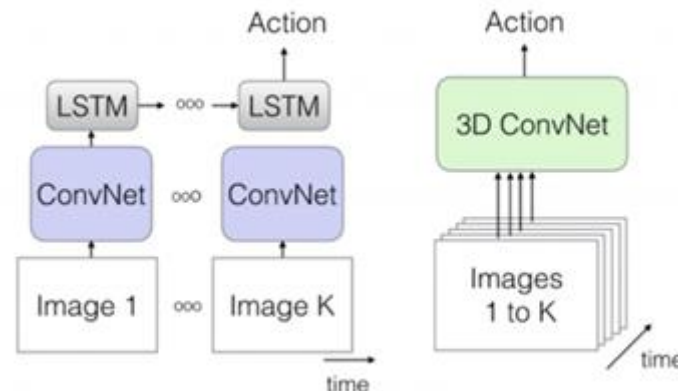 Action
LSTM
LSTM
ConvNet
ConvNet
Image 1
Image K
time
Action
3D ConvNet
Images
1 to K
time